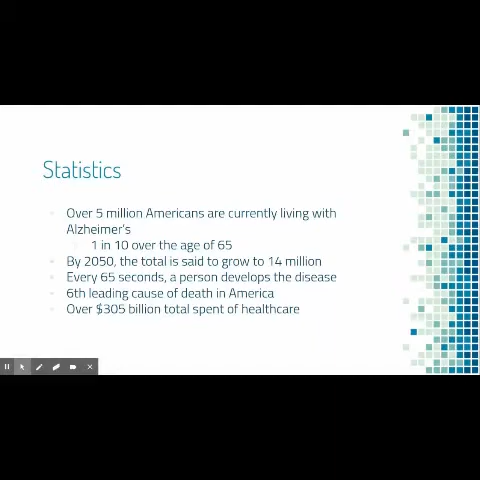 Statistics
Over 5 million Americans are currently living with
Alzheimer's
1 in 10 over the age of 65
By 2050, the total is said to grow to 14 million
Every 65 seconds, a person develops the disease
6th leading cause of death in America
Over $305 billion total spent of healthcare